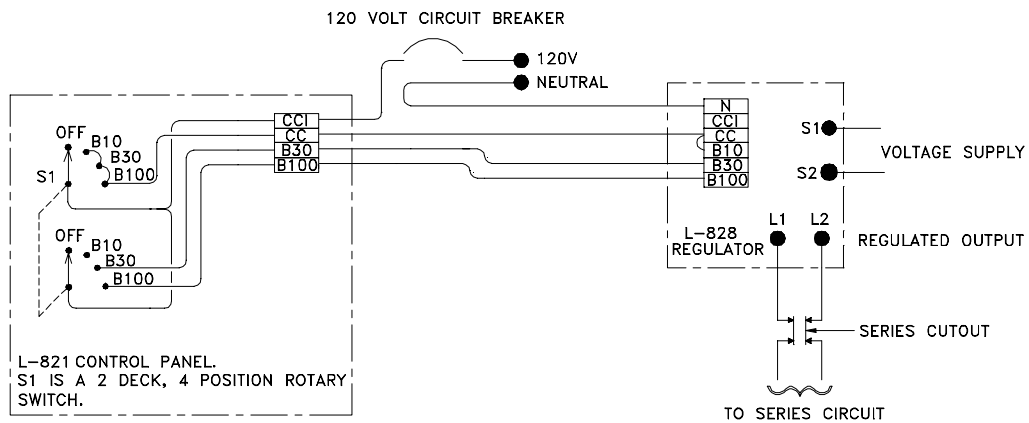 120 VOLT CIRCUIT BREAKER
120V
NEUTRAL
OFF
B10
B30
B100
S1
OFF
B10
B30
B100
CCI
CC
B30
B100
L-821 CONTROL PANEL.
S1 IS A 2 DECK, 4 POSITION ROTARY
SWITCH.
N
CCI
CC
B10
B30
B100
S1
S2
VOLTAGE SUPPLY
L1
L2
L-828
REGULATOR
REGULATED OUTPUT
SERIES CUTOUT
TO SERIES CIRCUIT